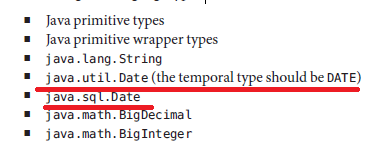 ■ Java primitive types
■ Java primitive wrapper types
■ java.lang.String
■ java.util.Date (the temporal type should be DATE)
■ java.sql.Date
■ java.math.BigDecimal
■ java.math.BigInteger